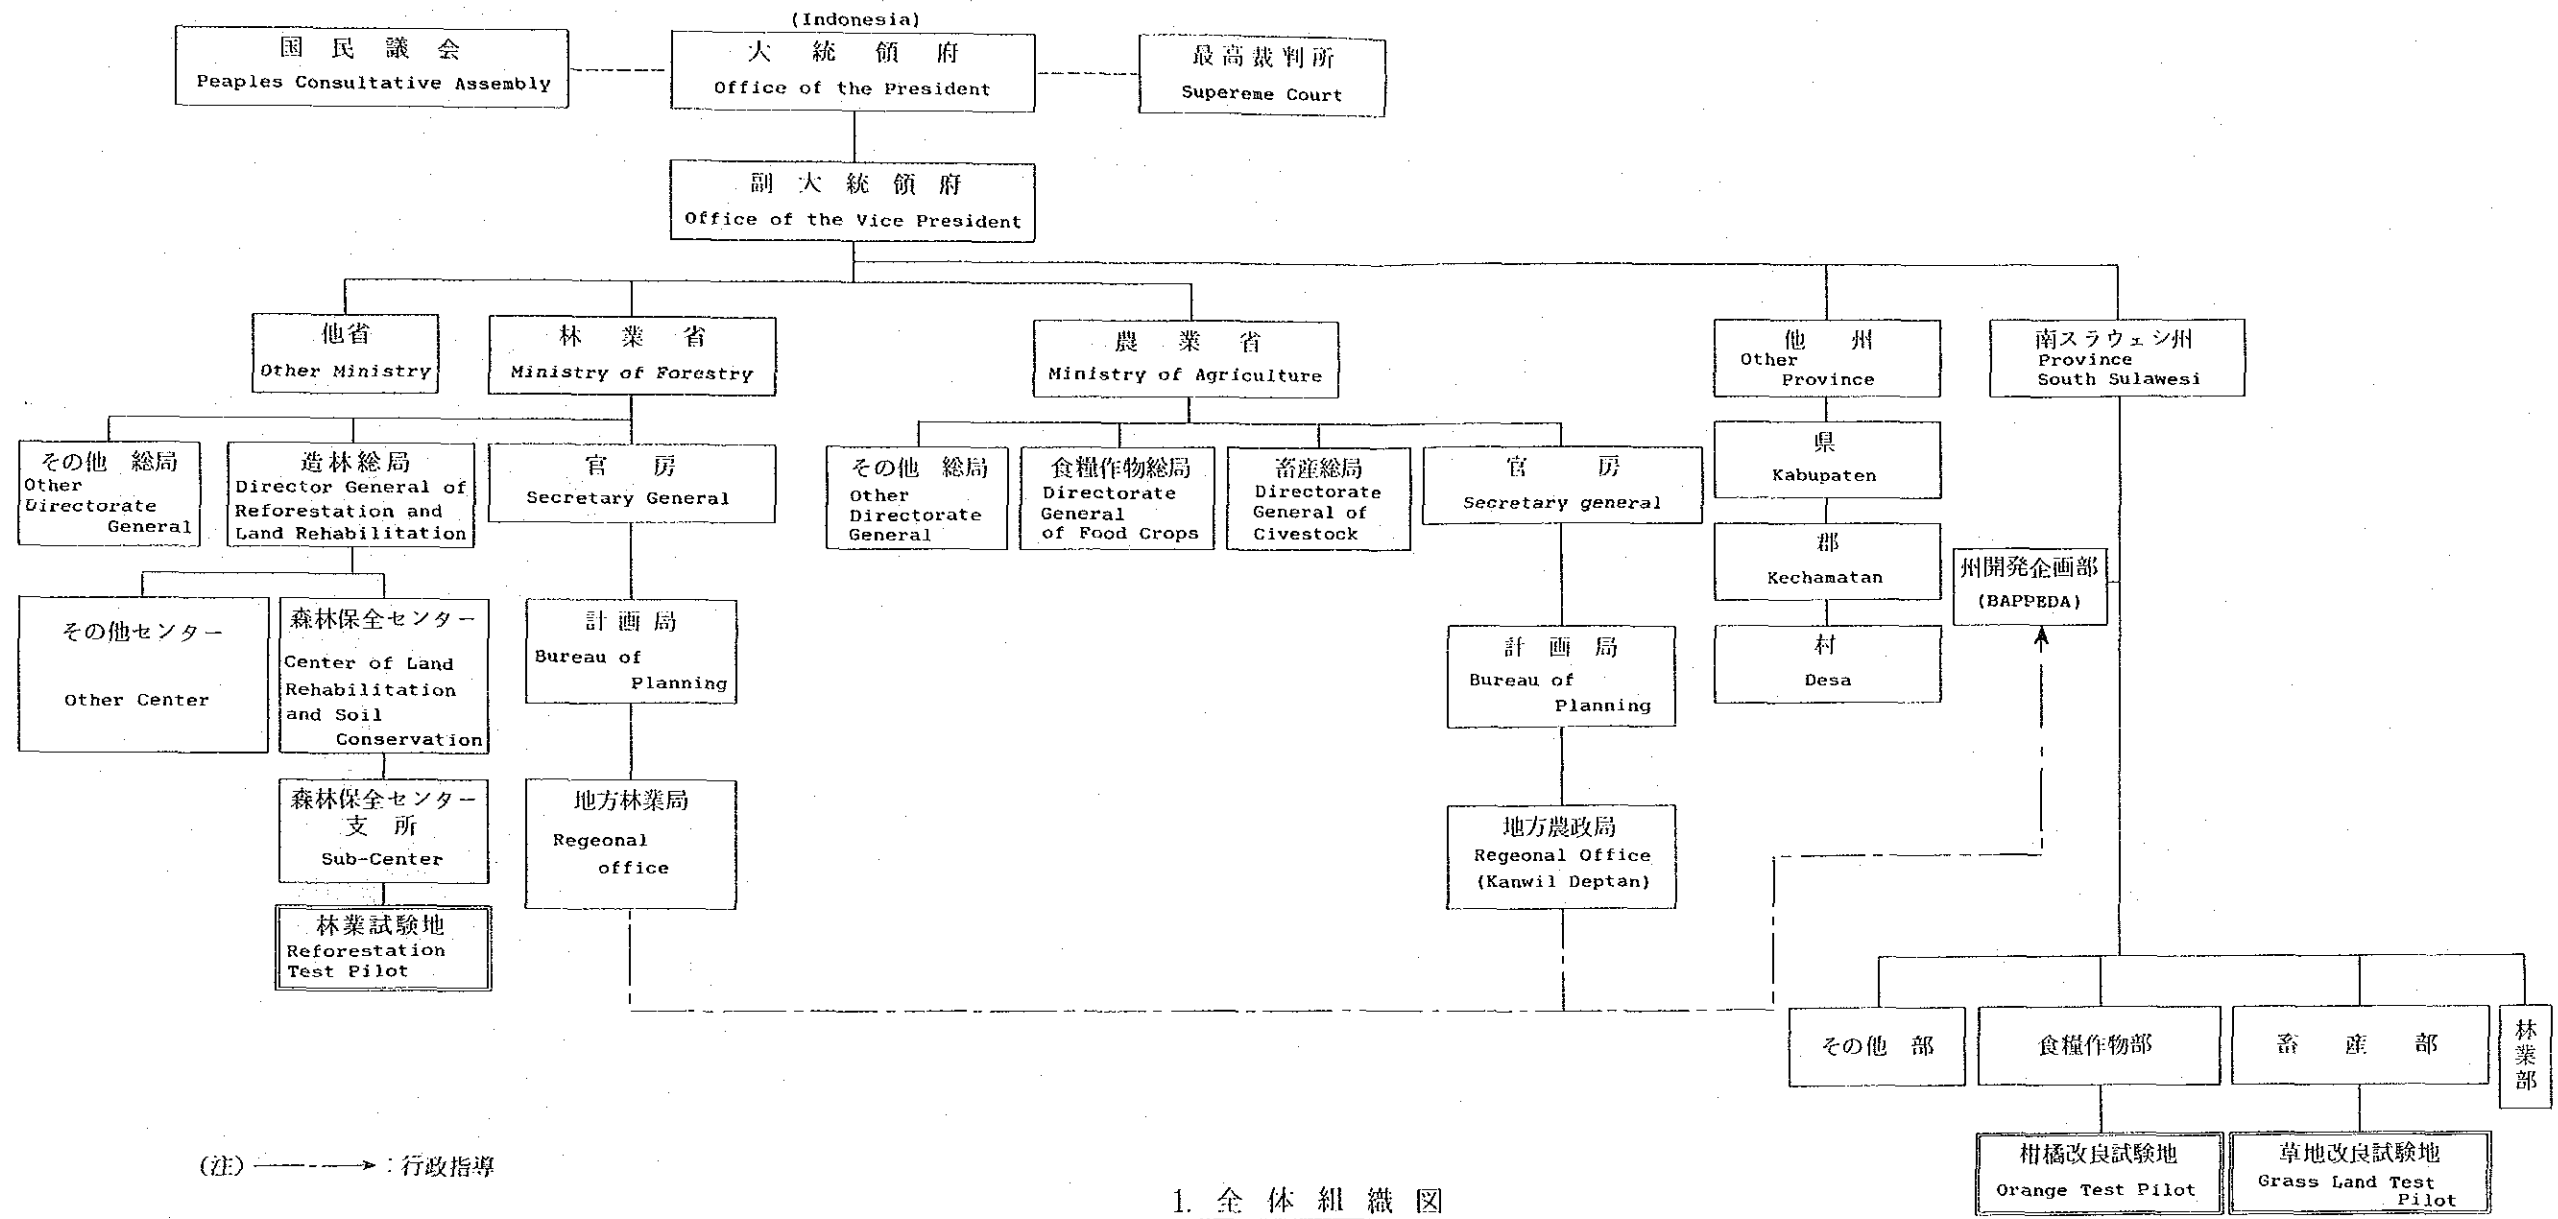 (Indonesia)
国民議会
Peaples Consultative Assembly
大統領府
Office of the President
最高裁判所
Supereme Court
副大統領府
Office of the Vice President
他省
Other Ministry
林業省
Ministry of Forestry
農業省
Ministry of Agriculture
他州
Other
Province
南スラウェシ州
Province
South Sulawesi
その他 総局
Other
Directorate
General
造林総局
Director General of
Reforestation and
Land Rehabilitation
官房
Secretary General
その他 総局
Other
Directorate
General
食糧作物総局
Directorate
General
of Food Crops
畜産総局
Directorate
General of
Civestock
官房
Secretary general
県
Kabupaten
郡
Kechamatan
州開発企画部
(BAPPEDA)
その他センター
Other Center
森林保全センター
Center of Land
Rehabilitation
and Soil
Conservation
計画局
Bureau of
Planning
計画局
Bureau of
Planning
村
Desa
森林保全センター
支所
Sub-Center
地方林業局
Regeonal
office
地方農政局
Regeonal Office
(Kanwil Deptan)
林業試験地
Reforestation
Test Pilot
その他 部
食糧作物部
畜産部
林業部
柑橘改良試験地
Orange Test Pilot
草地改良試験地
Grass Land Test
Pilot
(注) :行政指導
1. 全体組織図